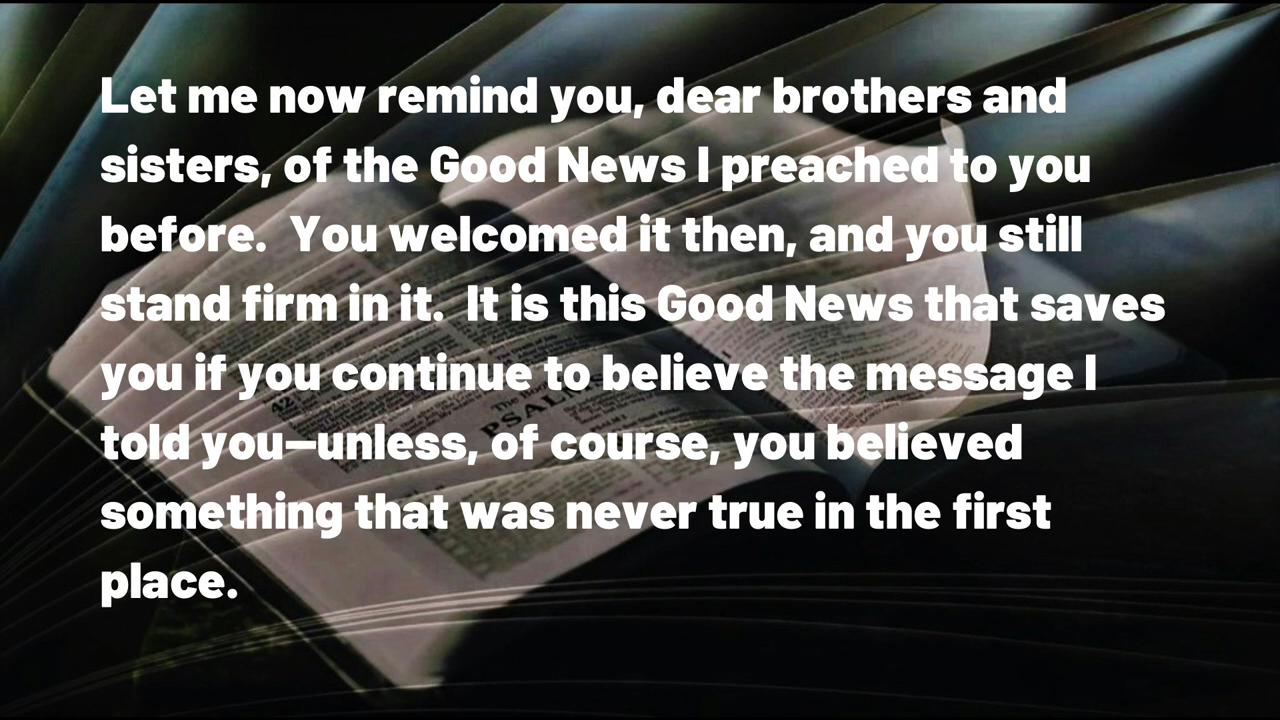 Let me now remind you, dear brothers and
sisters, of the Good News I preached to you
before.  You welcomed it then, and you still
stand firm in it.  It is this Good News that saves
you if you continue to believe the message I
told you—unless, of course, you believed
something that was never true in the first
place.
42
PSALMS